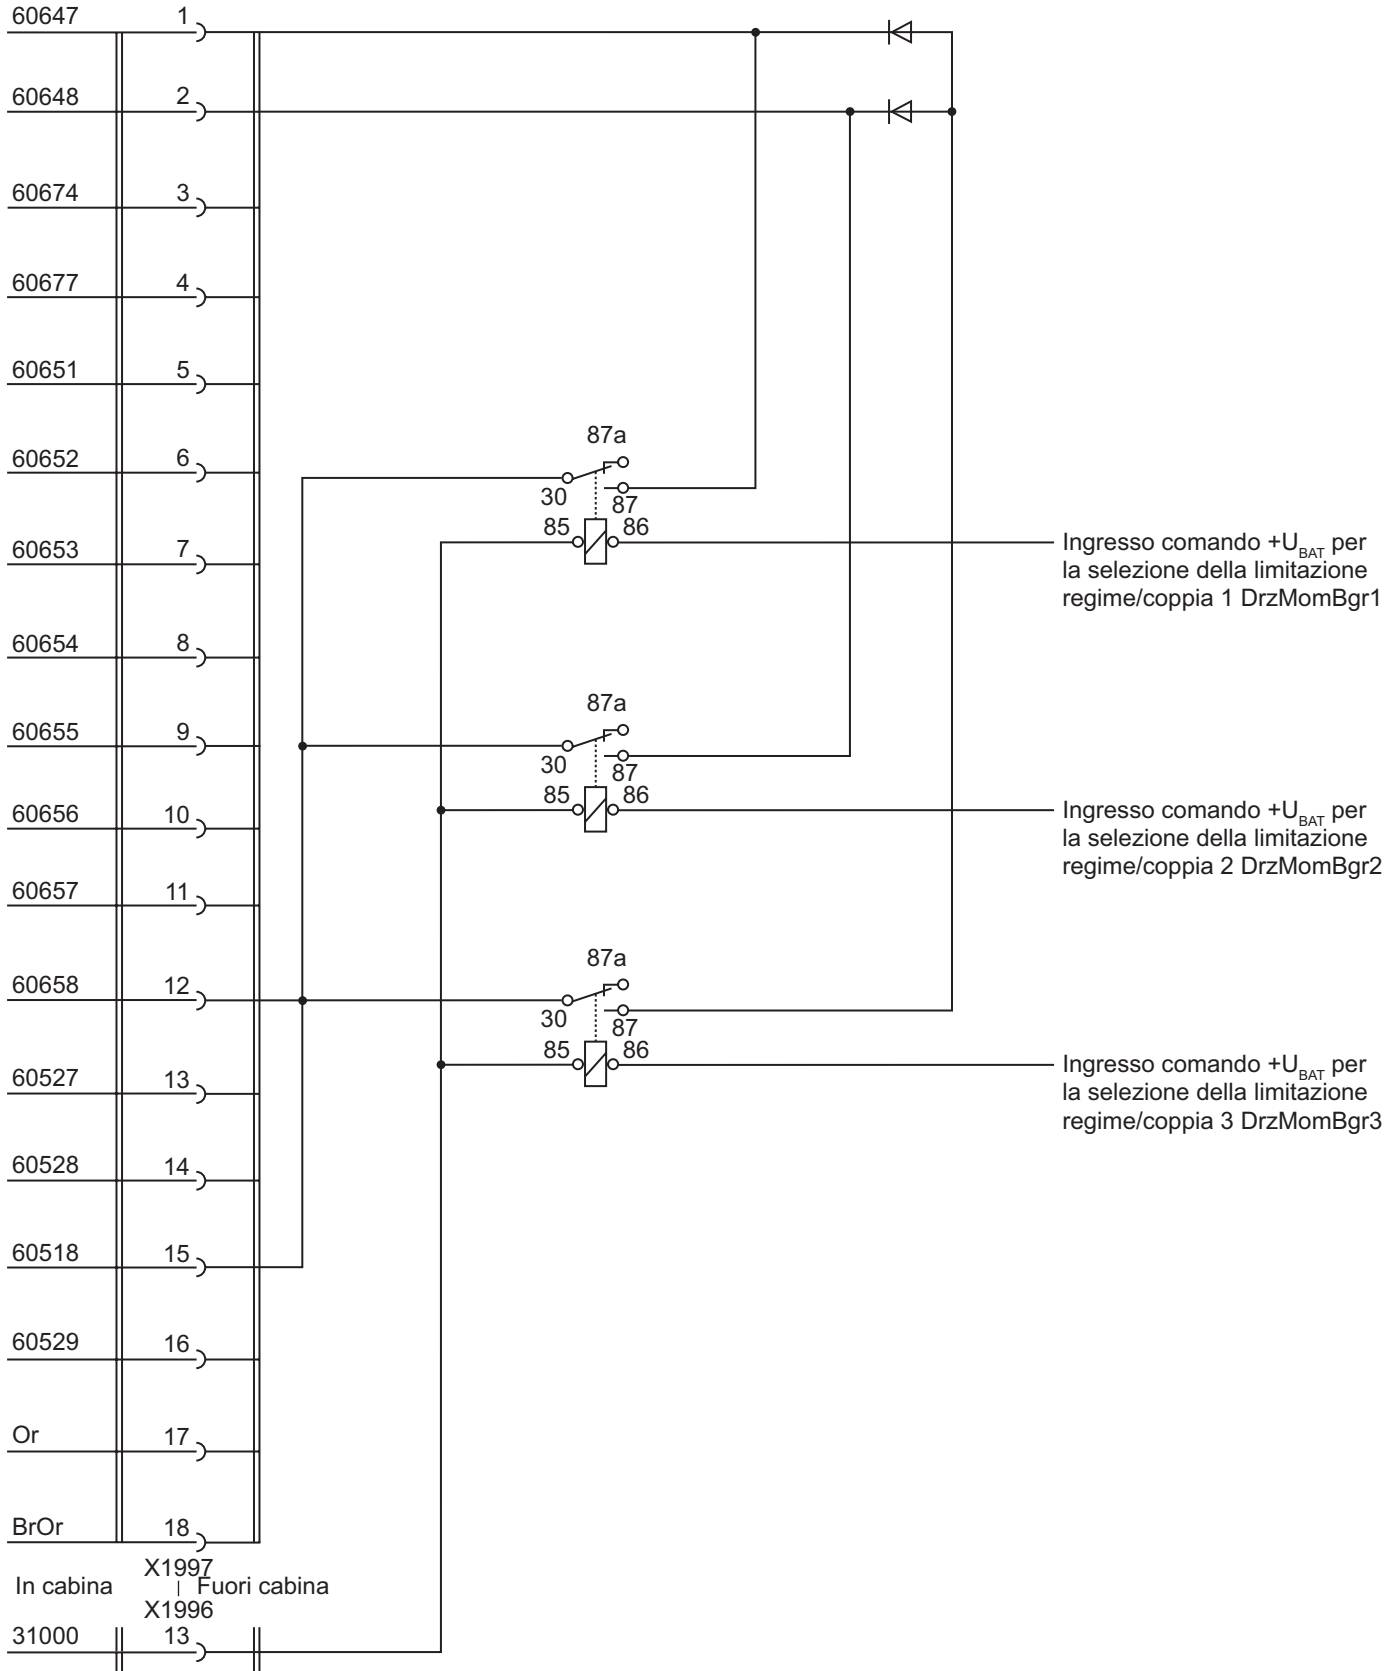 60647 1
60648 2
60674 3
60677 4
60651 5
87a
60652 6
30
87
85 86
60653 7
Ingresso comando +UBAT per
la selezione della limitazione
regime/coppia 1 DrzMomBgr1
60654 8
87a
60655 9
30
87
85 86
60656 10
Ingresso comando +UBAT per
la selezione della limitazione
regime/coppia 2 DrzMomBgr2
60657 11
87a
60658 12
30
87
85 86
60527 13
Ingresso comando +UBAT per
la selezione della limitazione
regime/coppia 3 DrzMomBgr3
60528 14
60518 15
60529 16
Or 17
BrOr 18
X1997
In cabina | Fuori cabina
X1996
31000 13